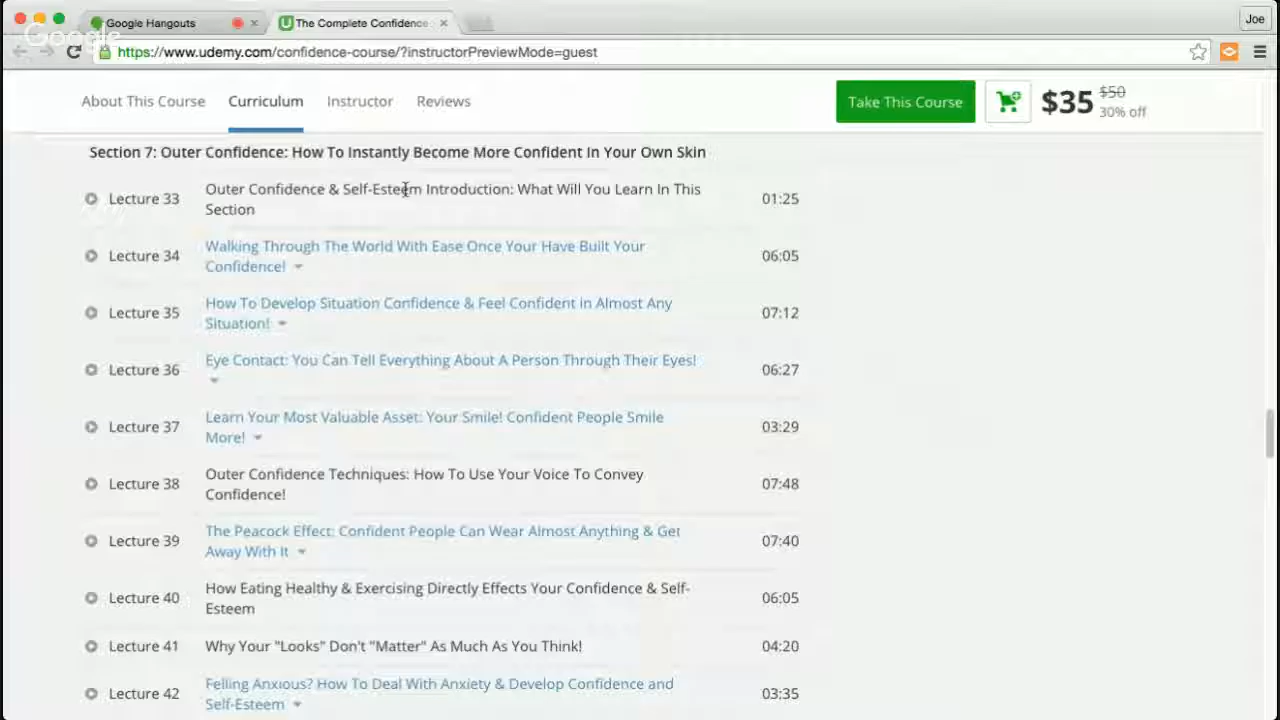 Google Hangouts
The Complete Confidence
Joe
Google
https://www.udemy.com/confidence-course/?instructorPreviewMode=guest
About This Course Curriculum Instructor Reviews Take This Course $35 $50
30% off
Section 7: Outer Confidence: How To Instantly Become More Confident In Your Own Skin
Lecture 33 Outer Confidence & Self-Esteem Introduction: What Will You Learn In This 01:25
Section
Lecture 34 Walking Through The World With Ease Once Your Have Built Your 06:05
Confidence!
Lecture 35 How To Develop Situation Confidence & Feel Confident in Almost Any 07:12
Situation!
Lecture 36 Eye Contact: You Can Tell Everything About A Person Through Their Eyes! 06:27
Lecture 37 Learn Your Most Valuable Asset: Your Smile! Confident People Smile 03:29
More!
Lecture 38 Outer Confidence Techniques: How To Use Your Voice To Convey 07:48
Confidence!
Lecture 39 The Peacock Effect: Confident People Can Wear Almost Anything & Get 07:40
Away With It
Lecture 40 How Eating Healthy & Exercising Directly Effects Your Confidence & Self- 06:05
Esteem
Lecture 41 Why Your "Looks" Don't "Matter" As Much As You Think! 04:20
Lecture 42 Felling Anxious? How To Deal With Anxiety & Develop Confidence and 03:35
Self-Esteem